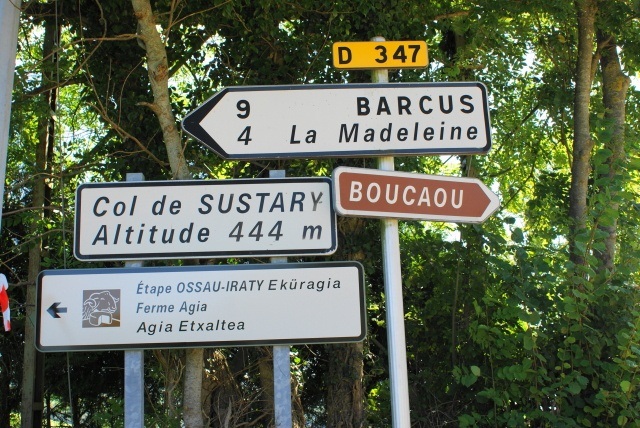 D 347
9 BARCUS
4 La Madeleine
BOUCAOU
Col de SUSTARY
Altitude 444 m
Étape OSSAU-IRATY Eküragia
Ferme Agia
Agia Etxaltea